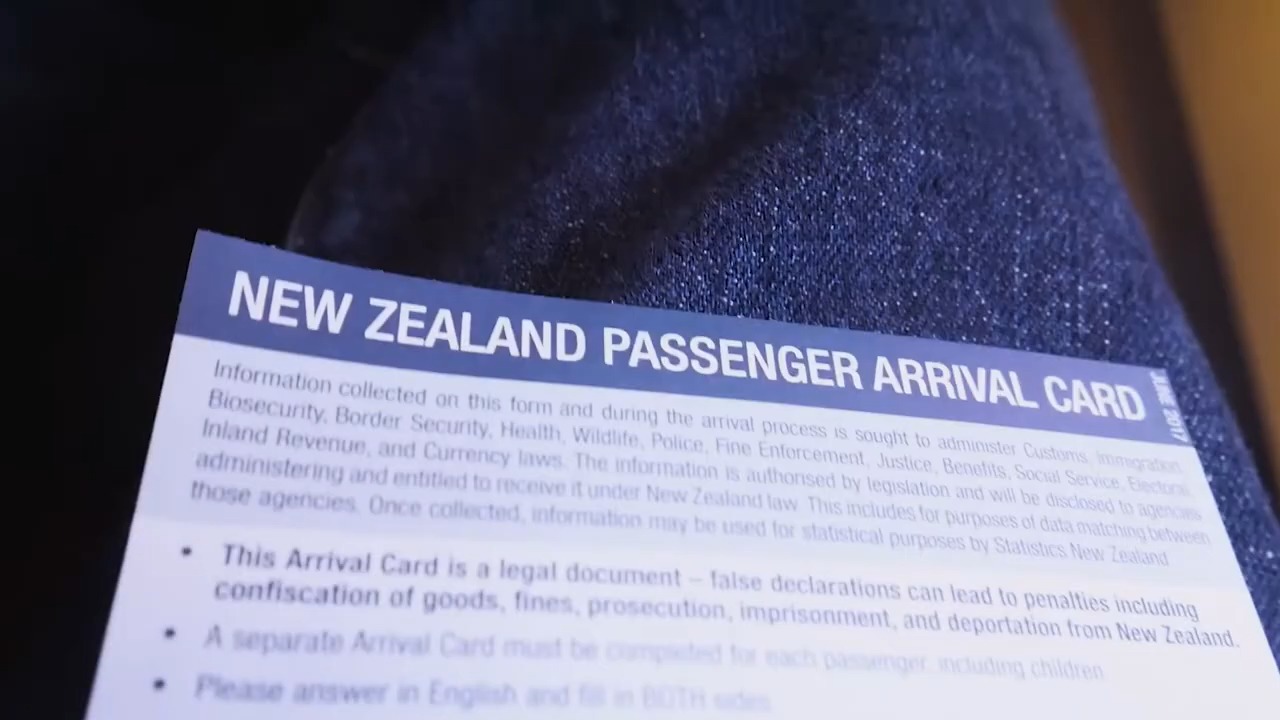 NEW ZEALAND PASSENGER ARRIVAL CARD
JUNE 2017
Information collected on this form and during the arrival process is sought to administer Customs, Immigration,
Biosecurity, Border Security, Health, Wildlife, Police, Fine Enforcement, Justice, Benefits, Social Service, Electoral,
Inland Revenue, and Currency laws. The information is authorised by legislation and will be disclosed to agencies
administering and entitled to receive it under New Zealand law. This includes for purposes of data matching between
those agencies. Once collected, information may be used for statistical purposes by Statistics New Zealand.
• This Arrival Card is a legal document – false declarations can lead to penalties including
confiscation of goods, fines, prosecution, imprisonment, and deportation from New Zealand.
• A separate Arrival Card must be completed for each passenger, including children.
• Please answer in English and fill in BOTH sides.